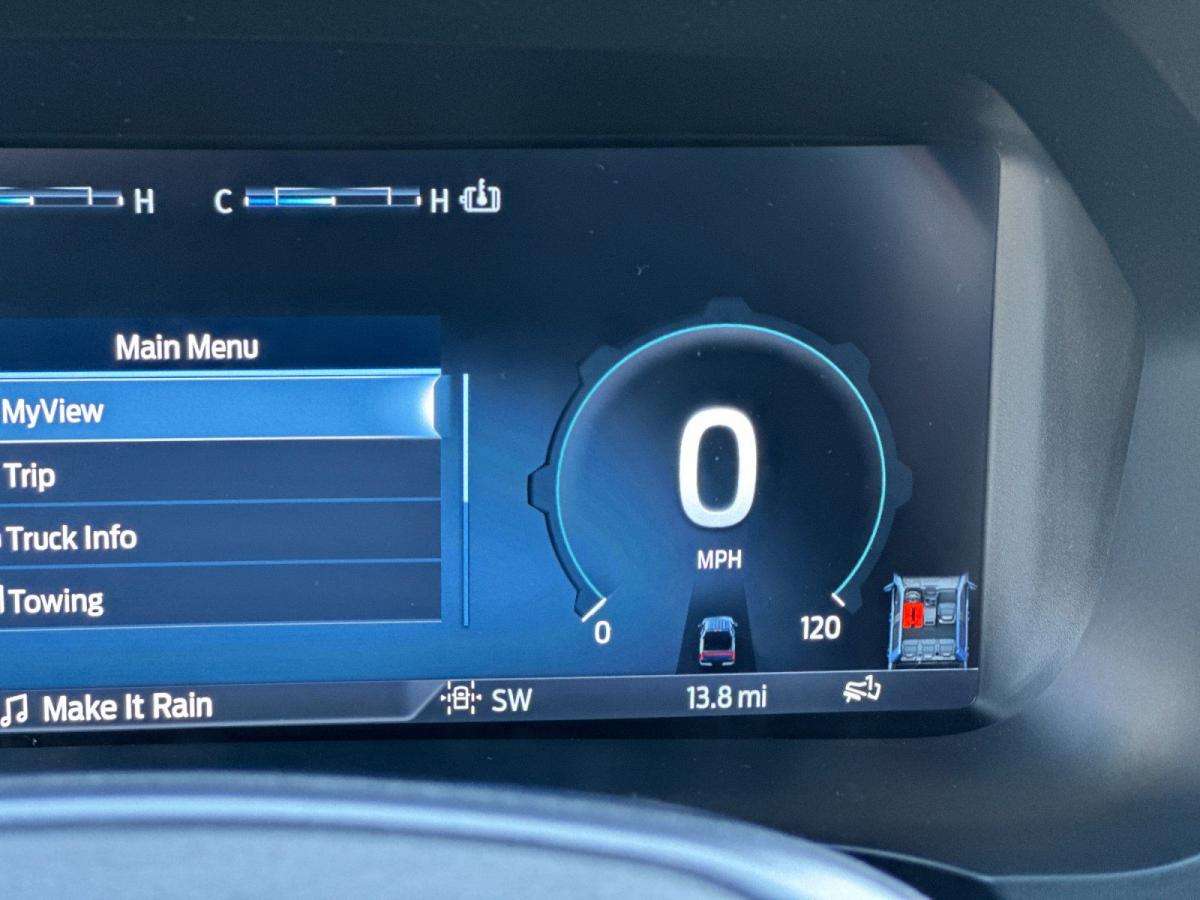 H C H
Main Menu
MyView
Trip
Truck Info
Towing
0
MPH
0 120
Make It Rain SW 13.8 mi